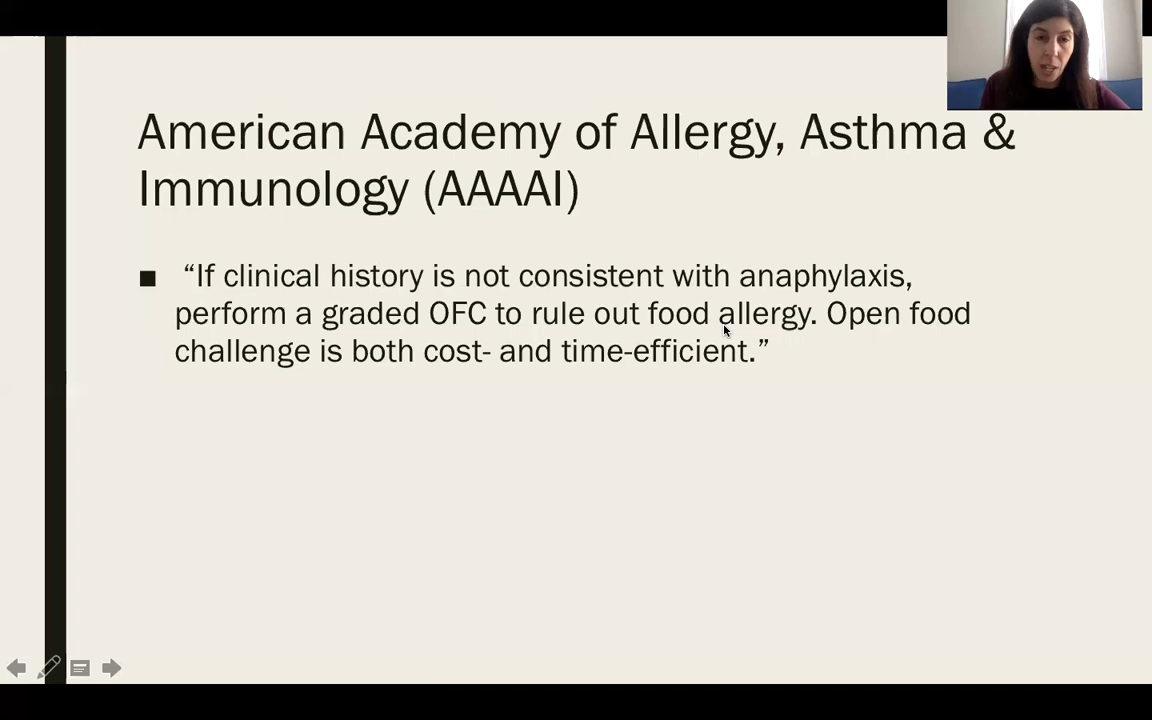 American Academy of Allergy, Asthma &
Immunology (AAAAI)
■ “If clinical history is not consistent with anaphylaxis,
perform a graded OFC to rule out food allergy. Open food
challenge is both cost- and time-efficient.”